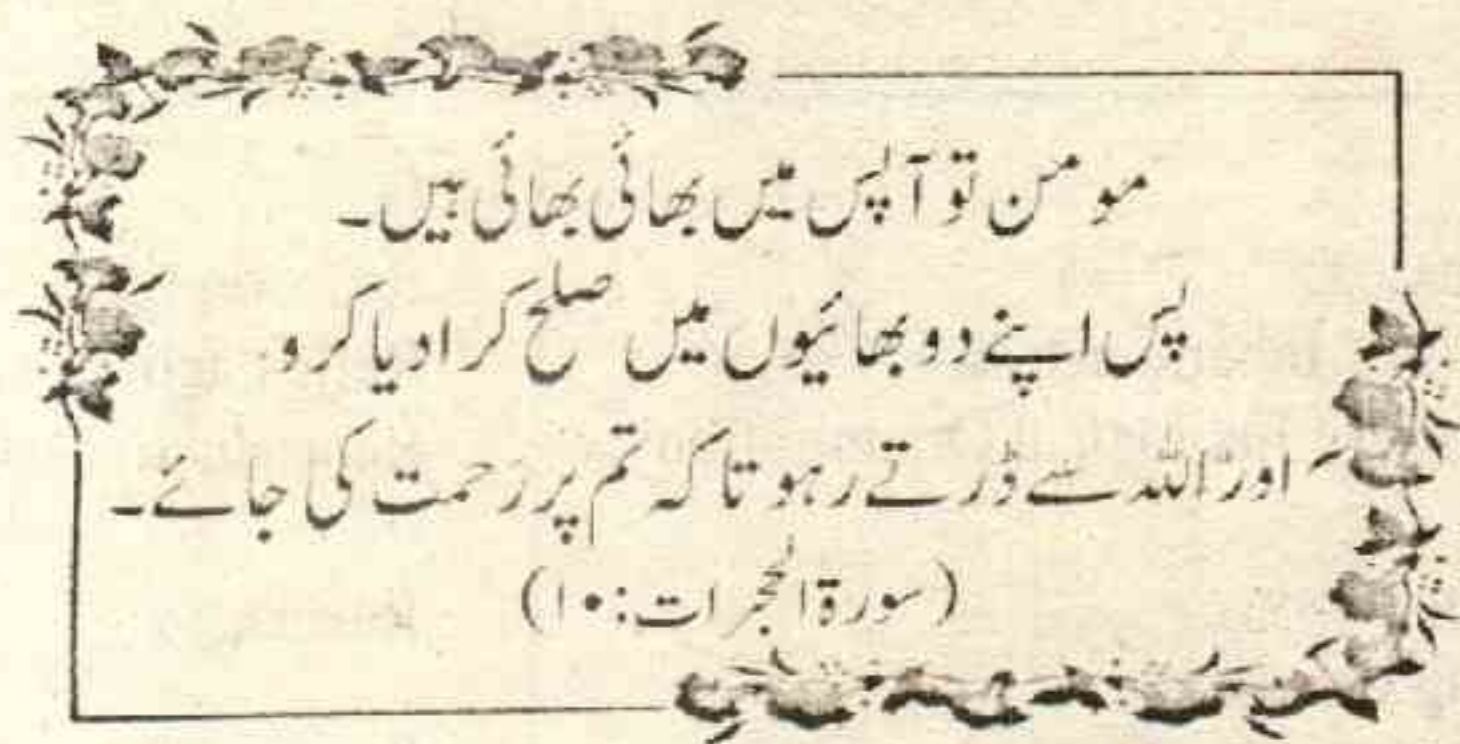 مومن تو آپس میں بھائی بھائی ہیں۔
پس اپنے دو بھائیوں میں صلح کرا دیا کرو
اور اللہ سے ڈرتے رہو تاکہ تم پر رحمت کی جائے۔
(سورۃ الحجرات:۱۰)